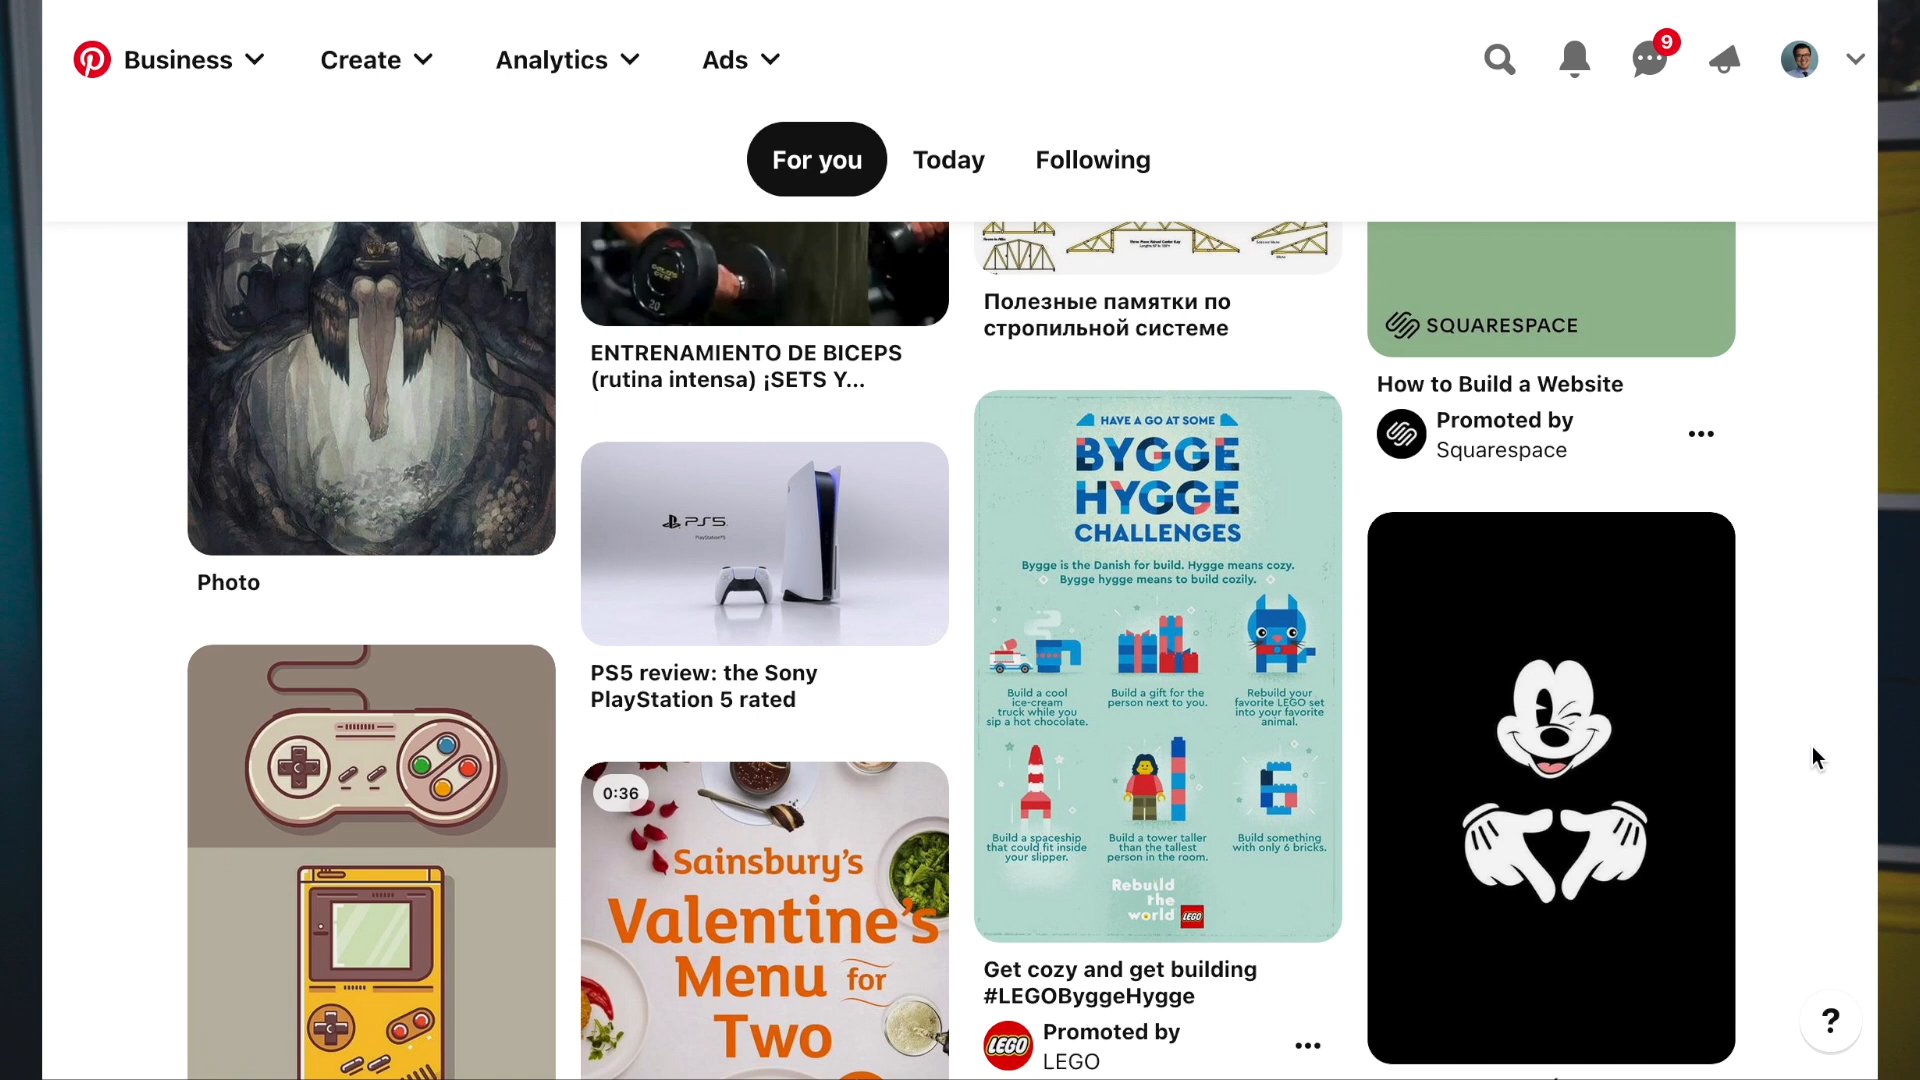 Business
Create
Analytics
Ads
9
For you
Today
Following
Photo
20
ENTRENAMIENTO DE BICEPS
(rutina intensa) ¡SETS Y...
PS5
PlayStation5
PS5 review: the Sony
PlayStation 5 rated
0:36
Sainsbury's
Valentine's
Menu for
Two
Полезные памятки по
стропильной системе
HAVE A GO AT SOME
BYGGE
HYGGE
CHALLENGES
Bygge is the Danish for build. Hygge means cozy.
Bygge hygge means to build cozily.
Build a cool
ice-cream
truck while you
sip a hot chocolate.
Build a gift for the
person next to you.
Rebuild your
favorite LEGO set
into your favorite
animal.
Build a spaceship
that could fit inside
your slipper.
Build a tower taller
than the tallest
person in the room.
Build something
with only 6 bricks.
Rebuild
the
world
LEGO
Get cozy and get building
#LEGOByggeHygge
LEGO
Promoted by
LEGO
SQUARESPACE
How to Build a Website
Promoted by
Squarespace
?